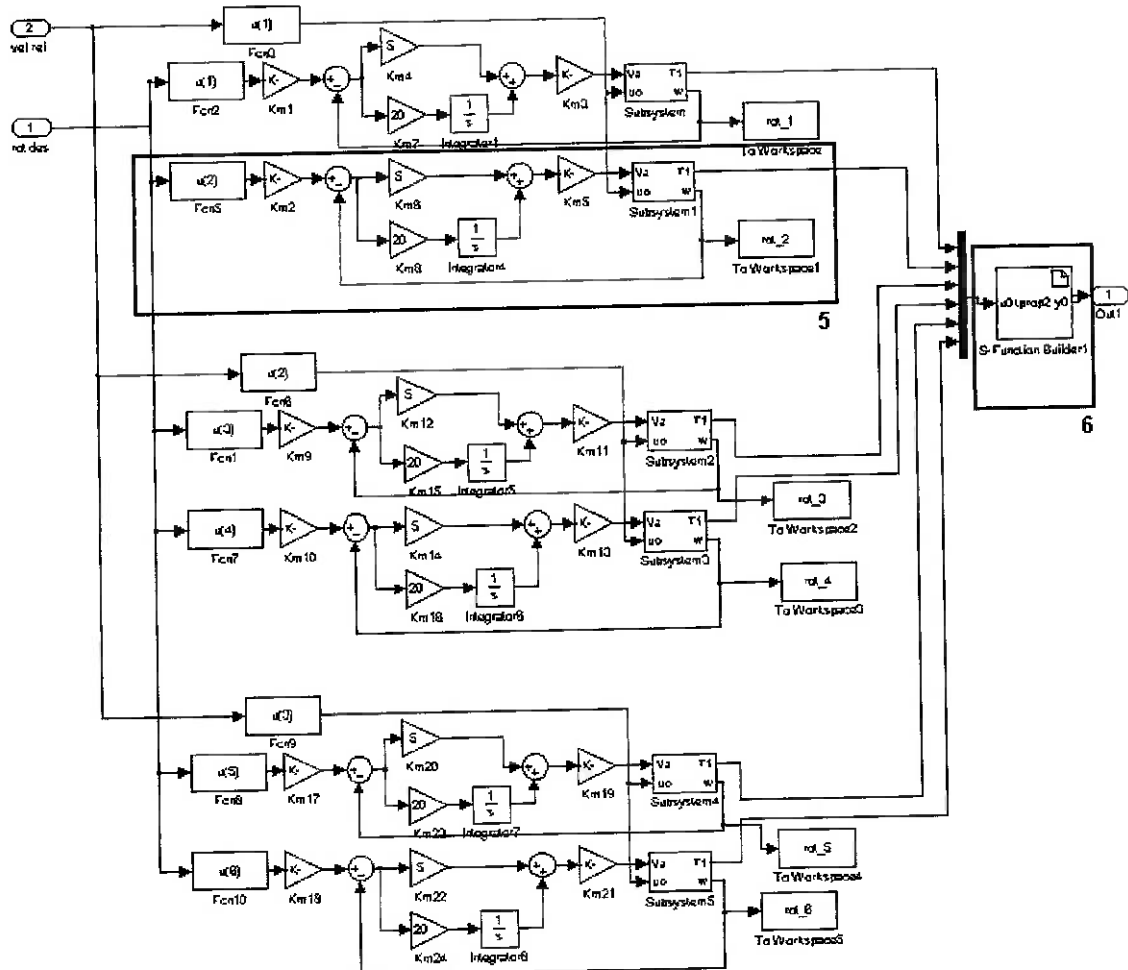 2
vel rel
u(1)
Fcn3
u(1)
Fcn2
K-
Km1
+
-
5
Km4
20
Km7
1
s
Integrator1
+
+
K-
Km3
Va
uo
T1
w
Subsystem
rot_1
To Workspace
1
rot des
u(2)
Fcn5
K-
Km2
+
-
5
Km6
20
Km8
1
s
Integrator4
+
+
K-
Km5
Va
uo
T1
w
Subsystem1
rot_2
To Workspace1
5
u0 tprop2 y0
S-Function Builder1
1
Out1
6
u(2)
Fcn6
u(3)
Fcn1
K-
Km9
+
-
5
Km12
20
Km15
1
s
Integrator5
+
+
K-
Km11
Va
uo
T1
w
Subsystem2
rot_3
To Workspace2
u(4)
Fcn7
K-
Km10
+
-
5
Km14
20
Km16
1
s
Integrator6
+
+
K-
Km13
Va
uo
T1
w
Subsystem3
rot_4
To Workspace3
u(3)
Fcn9
u(5)
Fcn8
K-
Km17
+
-
5
Km20
20
Km23
1
s
Integrator7
+
+
K-
Km19
Va
uo
T1
w
Subsystem4
rot_5
To Workspace4
u(6)
Fcn10
K-
Km18
+
-
5
Km22
20
Km24
1
s
+
+
K-
Km21
Va
uo
T1
w
Subsystem5
rot_6
To Workspace5